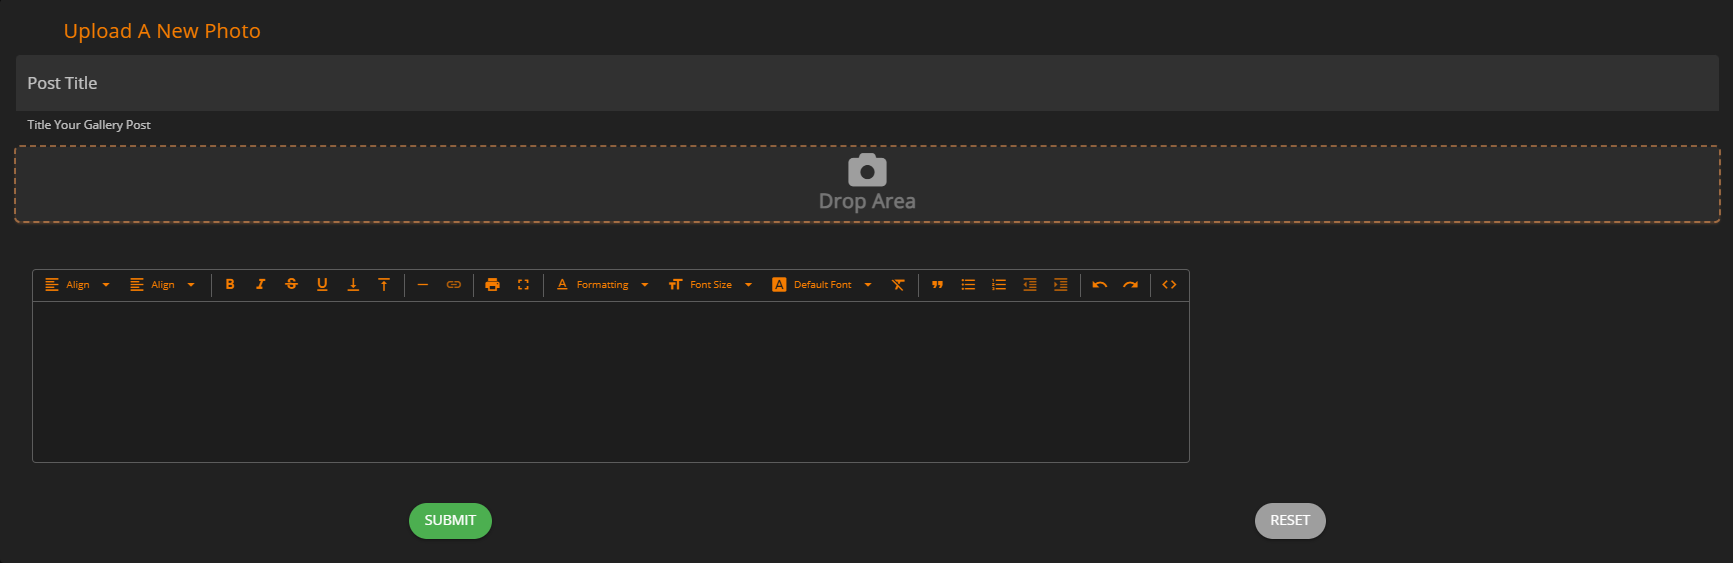 Upload A New Photo
Post Title
Title Your Gallery Post
Drop Area
Align Align B I S U A Formatting Font Size A Default Font
SUBMIT RESET